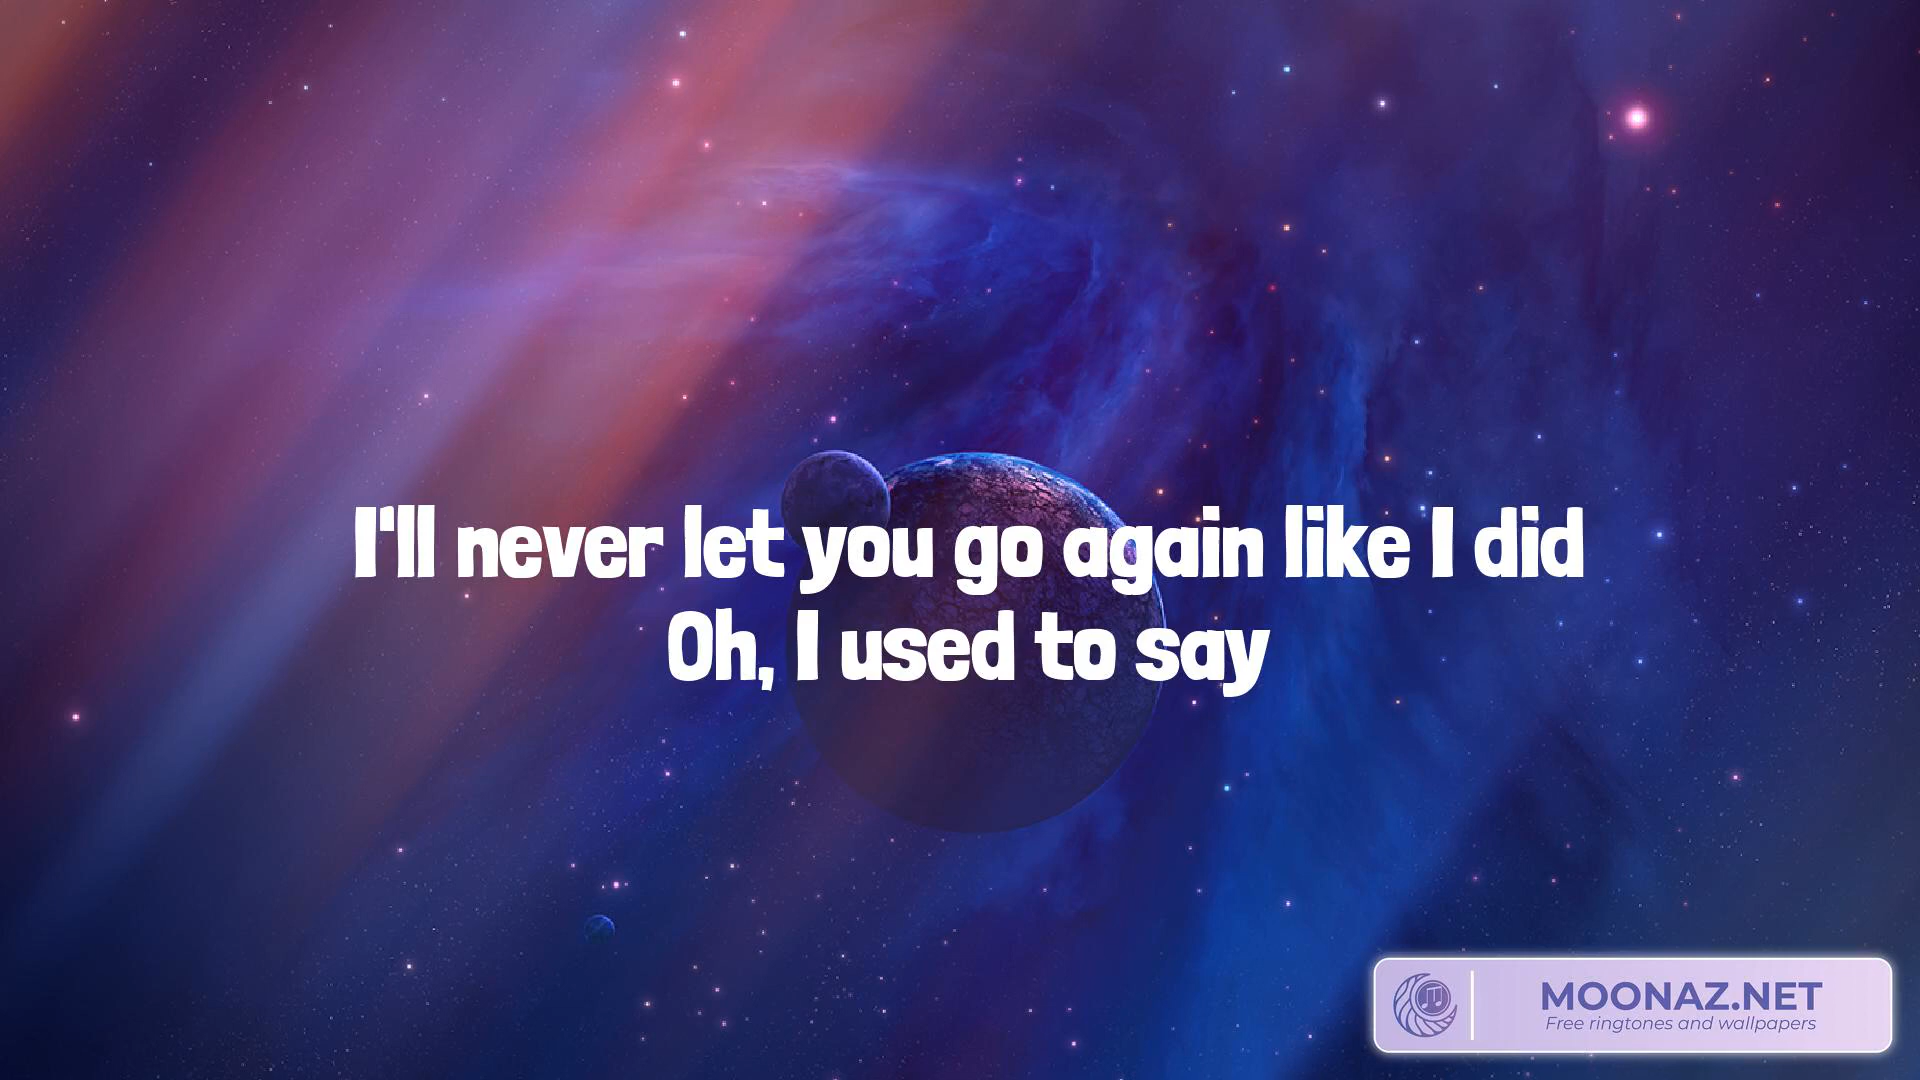 I'll never let you go again like I did
Oh, I used to say
MOONAZ.NET
Free ringtones and wallpapers